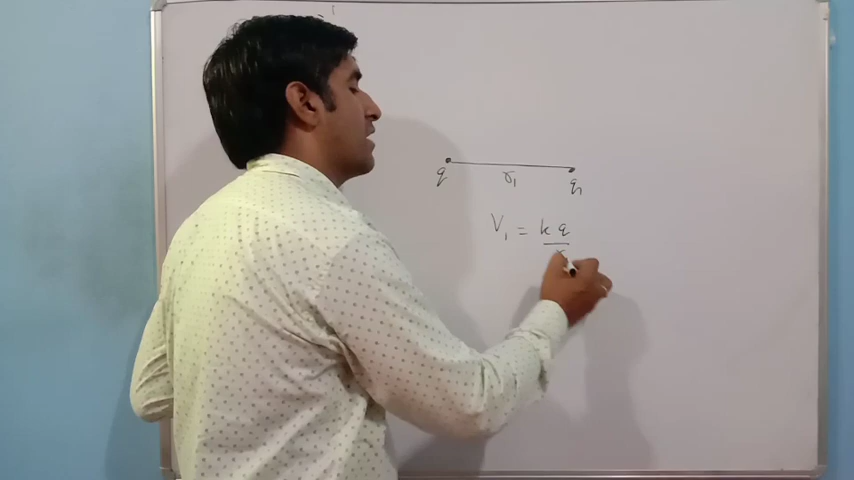 q r₁ q₁
V₁ = kq
r